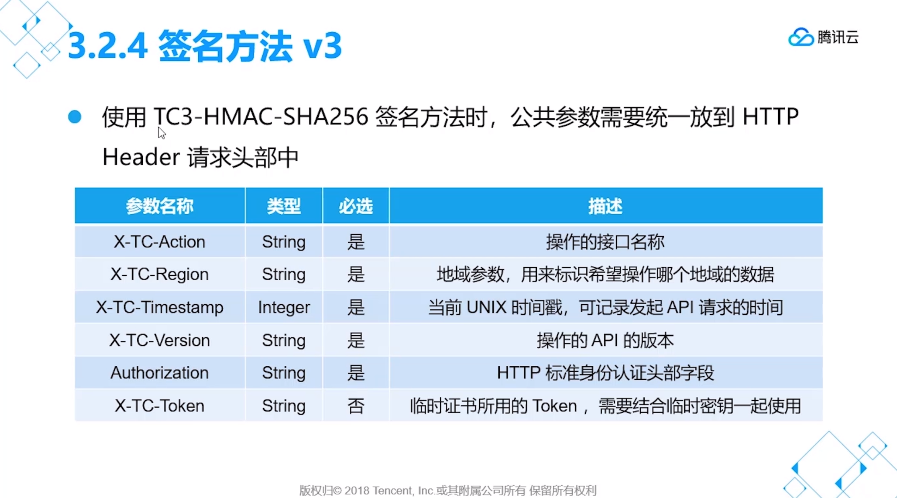 3.2.4 签名方法 v3
腾讯云
使用 TC3-HMAC-SHA256 签名方法时，公共参数需要统一放到 HTTP
Header 请求头部中
参数名称 类型 必选 描述
X-TC-Action String 是 操作的接口名称
X-TC-Region String 是 地域参数，用来标识希望操作哪个地域的数据
X-TC-Timestamp Integer 是 当前 UNIX 时间戳，可记录发起 API 请求的时间
X-TC-Version String 是 操作的 API 的版本
Authorization String 是 HTTP 标准身份认证头部字段
X-TC-Token String 否 临时证书所用的 Token ，需要结合临时密钥一起使用
版权归© 2018 Tencent, Inc.或其附属公司所有 保留所有权利